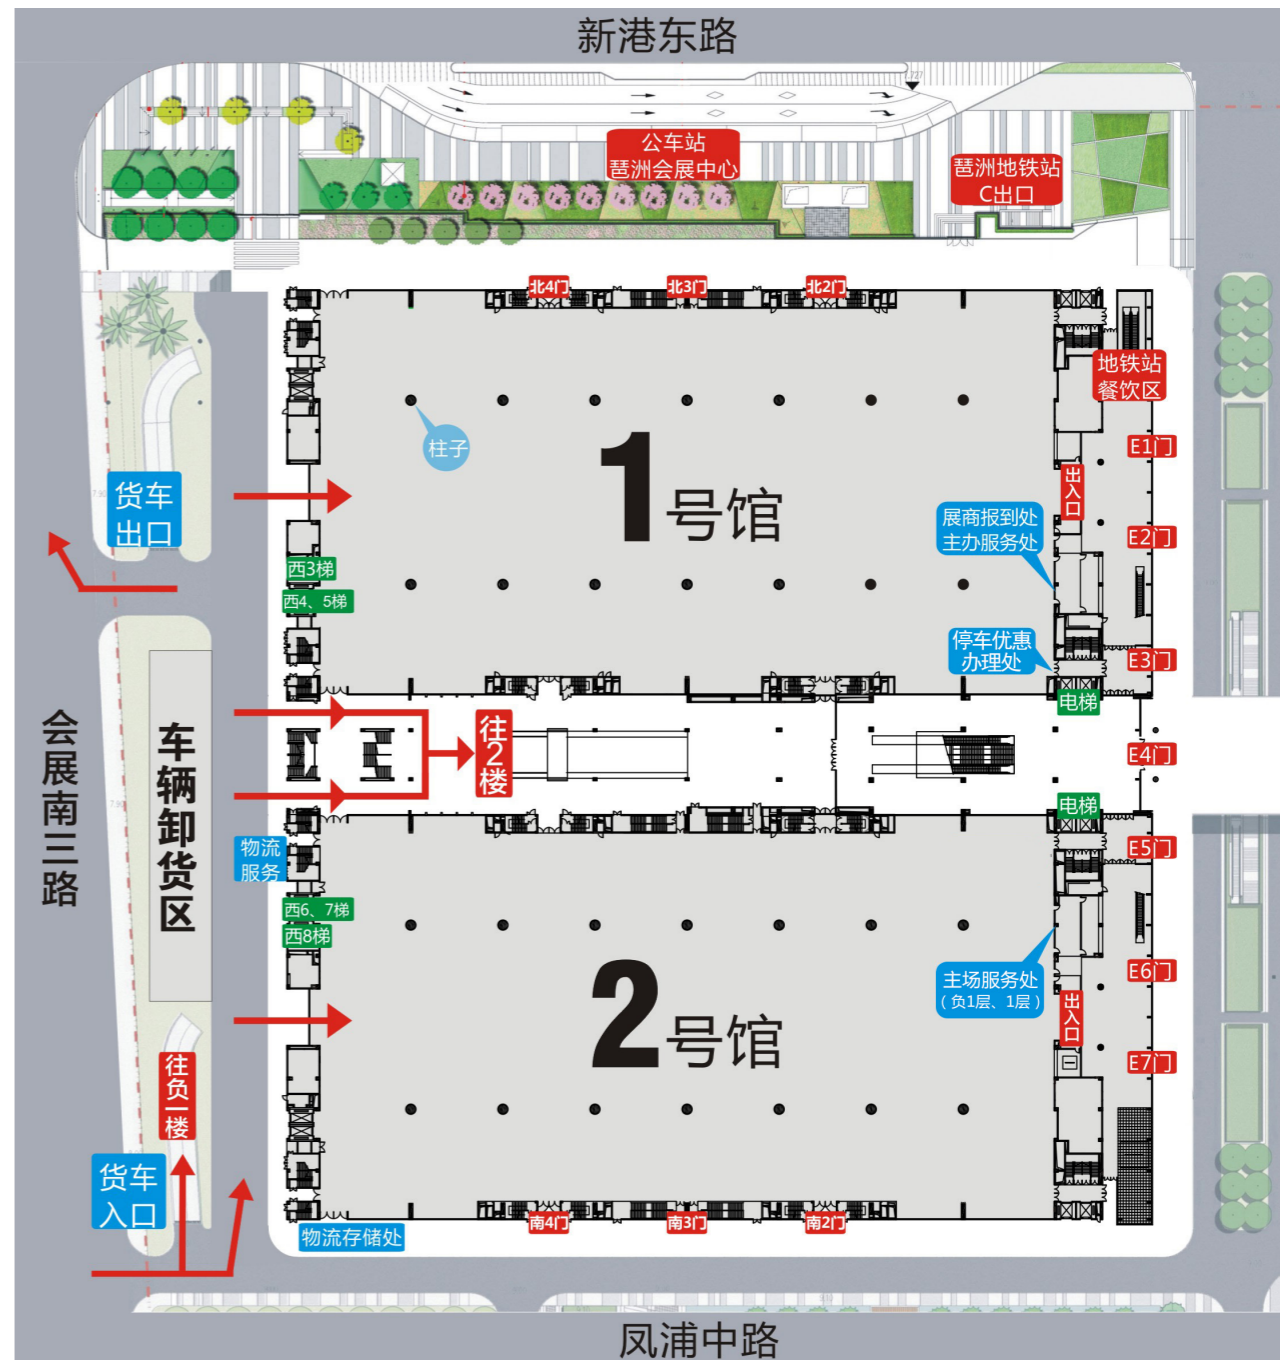 新港东路
公车站
琶洲会展中心
琶洲地铁站
C出口
北4门
北3门
北2门
地铁站
餐饮区
柱子
E1门
1号馆
货车
出口
出入口
展商报到处
主办服务处
E2门
西3梯
西4、5梯
停车优惠
办理处
E3门
电梯
会展南三路
车辆卸货区
往2楼
E4门
电梯
物流
服务
E5门
西6、7梯
西8梯
2号馆
主场服务处
（负1层、1层）
E6门
出入口
E7门
往负一楼
货车
入口
物流存储处
南4门
南3门
南2门
凤浦中路